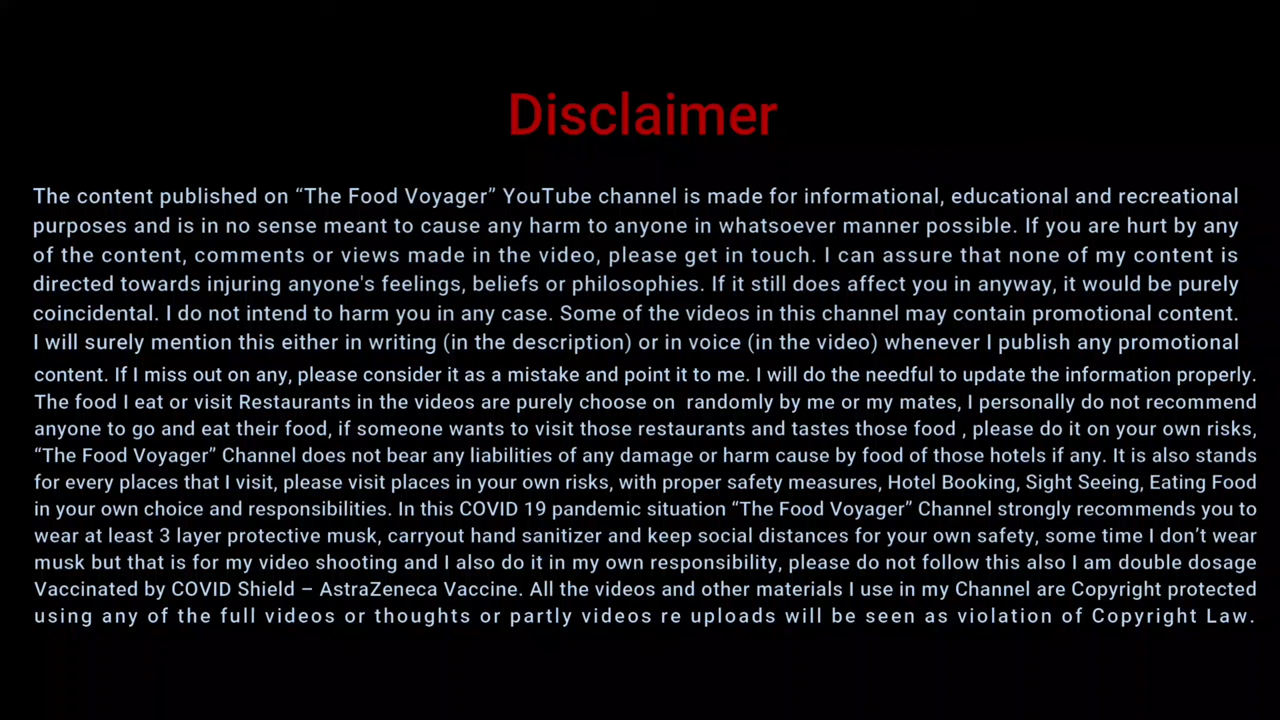 Disclaimer
The content published on “The Food Voyager” YouTube channel is made for informational, educational and recreational
purposes and is in no sense meant to cause any harm to anyone in whatsoever manner possible. If you are hurt by any
of the content, comments or views made in the video, please get in touch. I can assure that none of my content is
directed towards injuring anyone's feelings, beliefs or philosophies. If it still does affect you in anyway, it would be purely
coincidental. I do not intend to harm you in any case. Some of the videos in this channel may contain promotional content.
I will surely mention this either in writing (in the description) or in voice (in the video) whenever I publish any promotional
content. If I miss out on any, please consider it as a mistake and point it to me. I will do the needful to update the information properly.
The food I eat or visit Restaurants in the videos are purely choose on randomly by me or my mates, I personally do not recommend
anyone to go and eat their food, if someone wants to visit those restaurants and tastes those food , please do it on your own risks,
“The Food Voyager” Channel does not bear any liabilities of any damage or harm cause by food of those hotels if any. It is also stands
for every places that I visit, please visit places in your own risks, with proper safety measures, Hotel Booking, Sight Seeing, Eating Food
in your own choice and responsibilities. In this COVID 19 pandemic situation “The Food Voyager” Channel strongly recommends you to
wear at least 3 layer protective musk, carryout hand sanitizer and keep social distances for your own safety, some time I don’t wear
musk but that is for my video shooting and I also do it in my own responsibility, please do not follow this also I am double dosage
Vaccinated by COVID Shield – AstraZeneca Vaccine. All the videos and other materials I use in my Channel are Copyright protected
using any of the full videos or thoughts or partly videos re uploads will be seen as violation of Copyright Law.